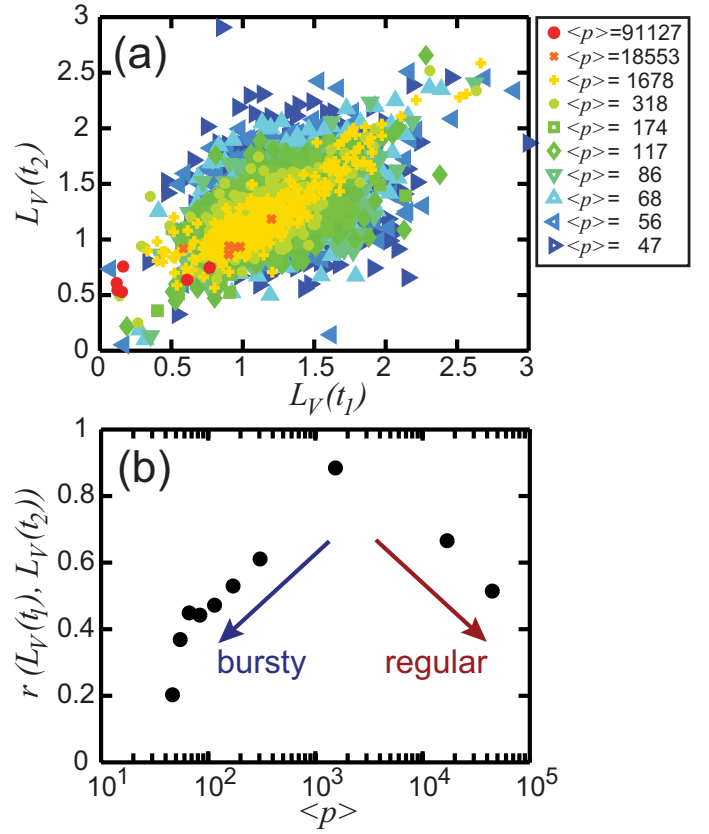 (a)
3
2.5
2
1.5
1
0.5
0
L_V(t_2)
0 0.5 1 1.5 2 2.5 3
L_V(t_1)
<p>=91127
<p>=18553
<p>= 1678
<p>= 318
<p>= 174
<p>= 117
<p>= 86
<p>= 68
<p>= 56
<p>= 47
(b)
1
0.8
0.6
0.4
0.2
0
r (L_V(t_1), L_V(t_2))
bursty
regular
10^1 10^2 10^3 10^4 10^5
<p>